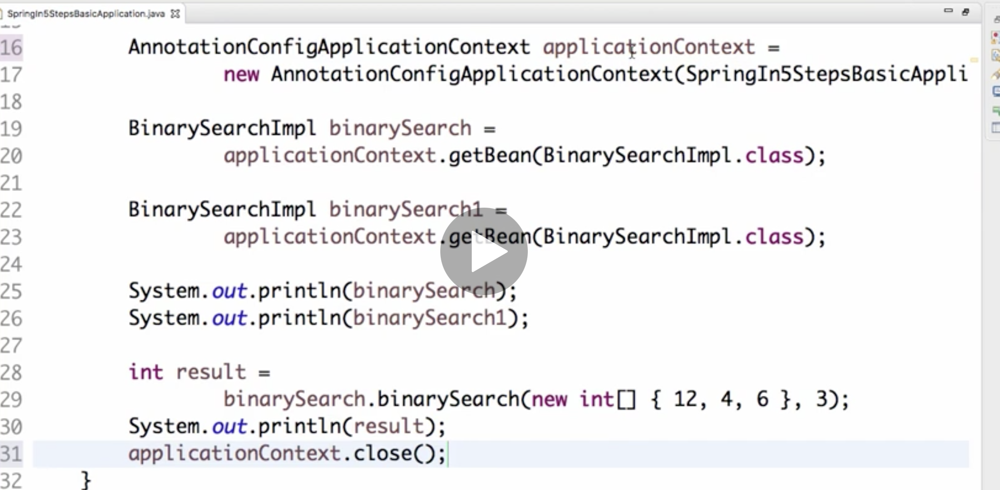 SpringIn5StepsBasicApplication.java
16 AnnotationConfigApplicationContext applicationContext =
17 new AnnotationConfigApplicationContext(SpringIn5StepsBasicAppli
18
19 BinarySearchImpl binarySearch =
20 applicationContext.getBean(BinarySearchImpl.class);
21
22 BinarySearchImpl binarySearch1 =
23 applicationContext.getBean(BinarySearchImpl.class);
24
25 System.out.println(binarySearch);
26 System.out.println(binarySearch1);
27
28 int result =
29 binarySearch.binarySearch(new int[] { 12, 4, 6 }, 3);
30 System.out.println(result);
31 applicationContext.close();
32 }